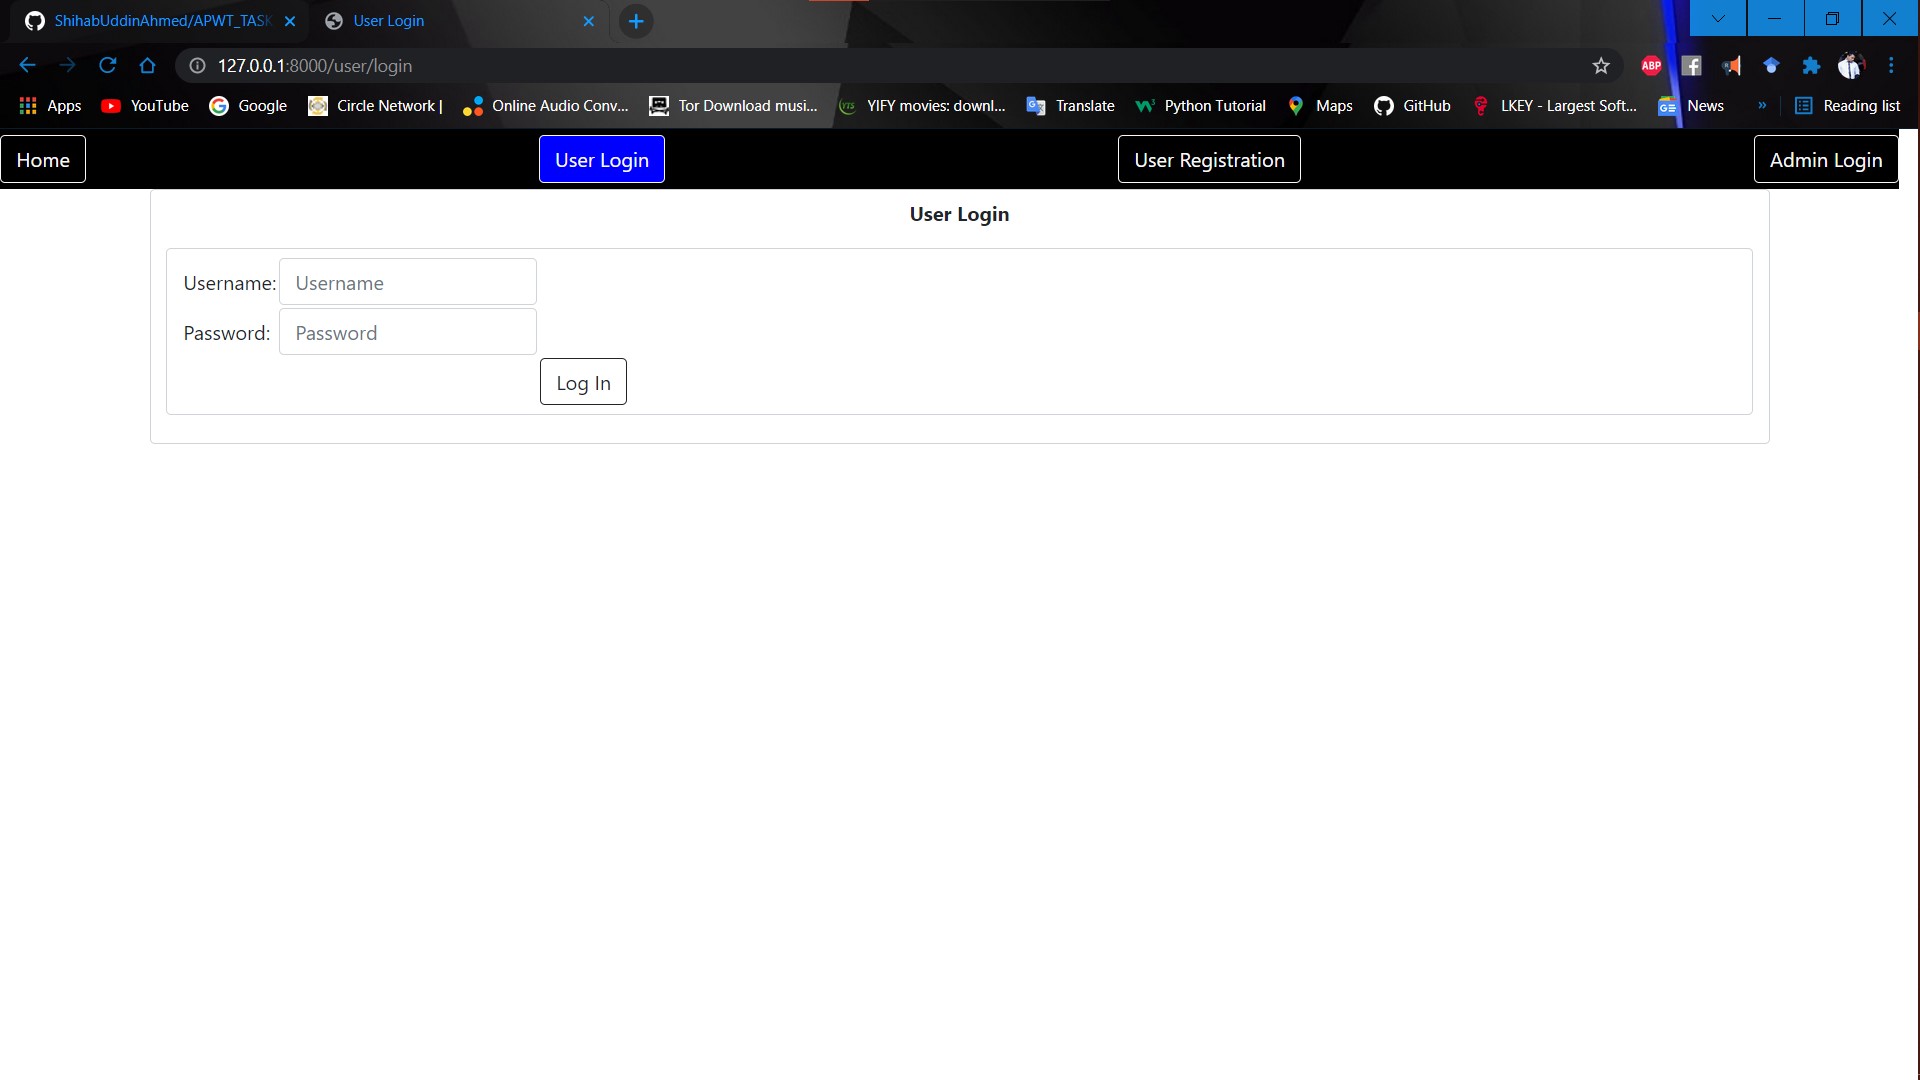 ShihabUddinAhmed/APWT_TASK
User Login
127.0.0.1:8000/user/login
ABP
Apps
YouTube
Google
Circle Network |
Online Audio Conv...
Tor Download musi...
YTS
YIFY movies: downl...
Translate
Python Tutorial
Maps
GitHub
LKEY - Largest Soft...
GE
News
»
Reading list
Home
User Login
User Registration
Admin Login
User Login
Username: Username
Password: Password
Log In